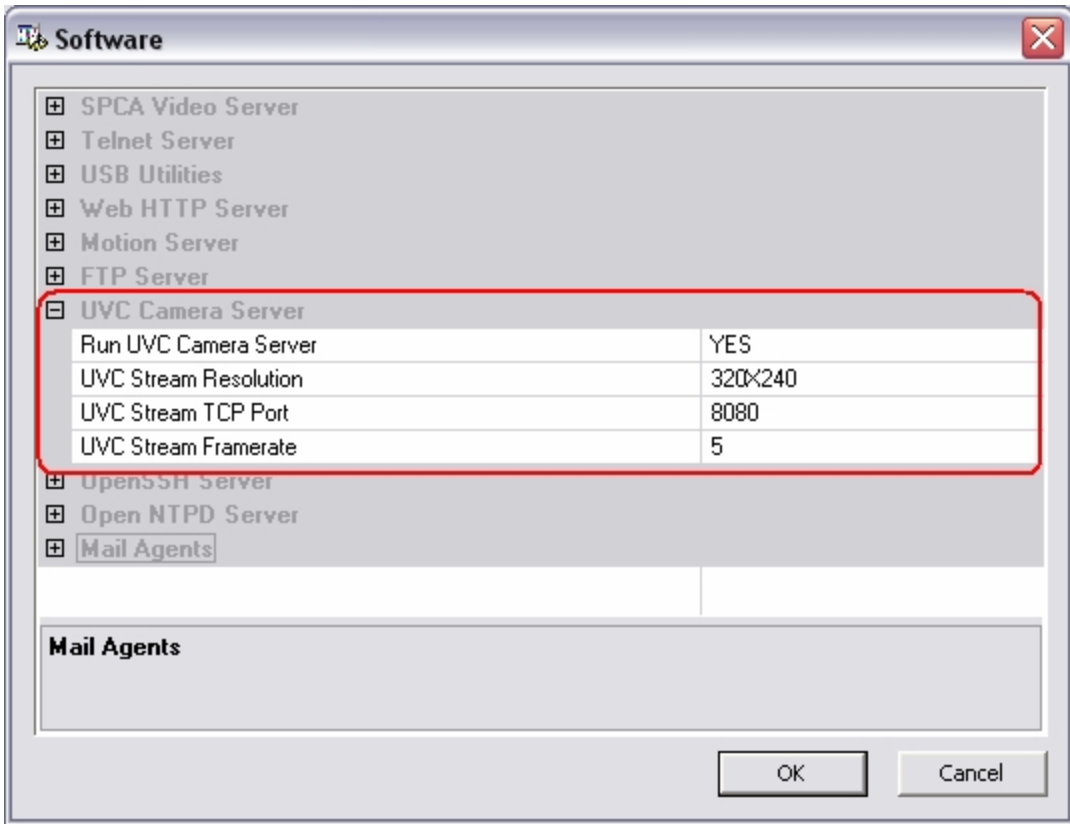 Software
SPCA Video Server
Telnet Server
USB Utilities
Web HTTP Server
Motion Server
FTP Server
UVC Camera Server
Run UVC Camera Server YES
UVC Stream Resolution 320X240
UVC Stream TCP Port 8080
UVC Stream Framerate 5
OpenSSH Server
Open NTPD Server
Mail Agents
Mail Agents
OK Cancel